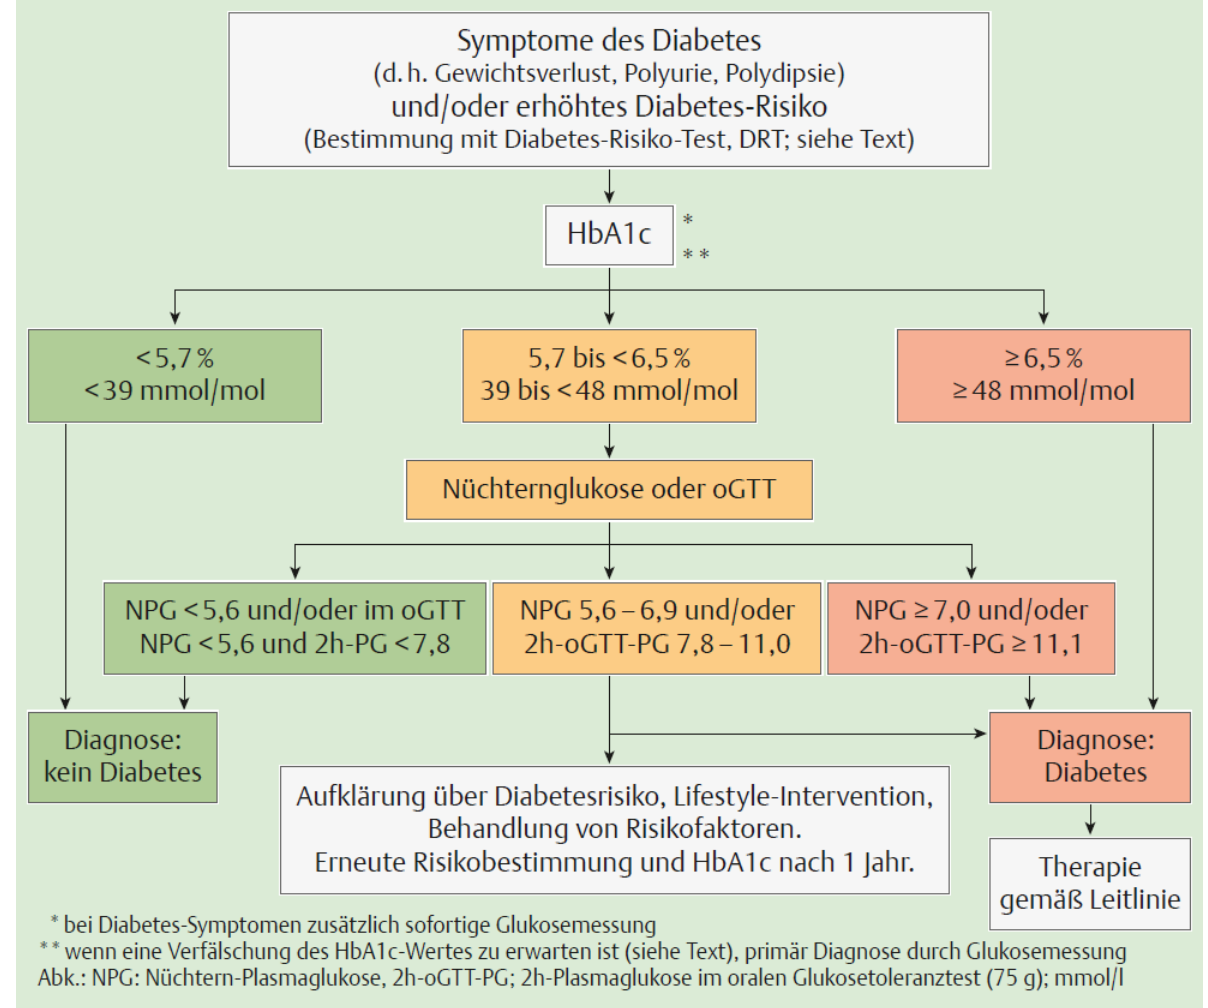 Symptome des Diabetes
(d. h. Gewichtsverlust, Polyurie, Polydipsie)
und/oder erhöhtes Diabetes-Risiko
(Bestimmung mit Diabetes-Risiko-Test, DRT; siehe Text)
HbA1c
*
**
< 5,7 %
< 39 mmol/mol
5,7 bis < 6,5 %
39 bis < 48 mmol/mol
≥ 6,5 %
≥ 48 mmol/mol
Nüchternglukose oder oGTT
NPG < 5,6 und/oder im oGTT
NPG < 5,6 und 2h-PG < 7,8
NPG 5,6 – 6,9 und/oder
2h-oGTT-PG 7,8 – 11,0
NPG ≥ 7,0 und/oder
2h-oGTT-PG ≥ 11,1
Diagnose:
kein Diabetes
Aufklärung über Diabetesrisiko, Lifestyle-Intervention,
Behandlung von Risikofaktoren.
Erneute Risikobestimmung und HbA1c nach 1 Jahr.
Diagnose:
Diabetes
Therapie
gemäß Leitlinie
* bei Diabetes-Symptomen zusätzlich sofortige Glukosemessung
** wenn eine Verfälschung des HbA1c-Wertes zu erwarten ist (siehe Text), primär Diagnose durch Glukosemessung
Abk.: NPG: Nüchtern-Plasmaglukose, 2h-oGTT-PG; 2h-Plasmaglukose im oralen Glukosetoleranztest (75 g); mmol/l